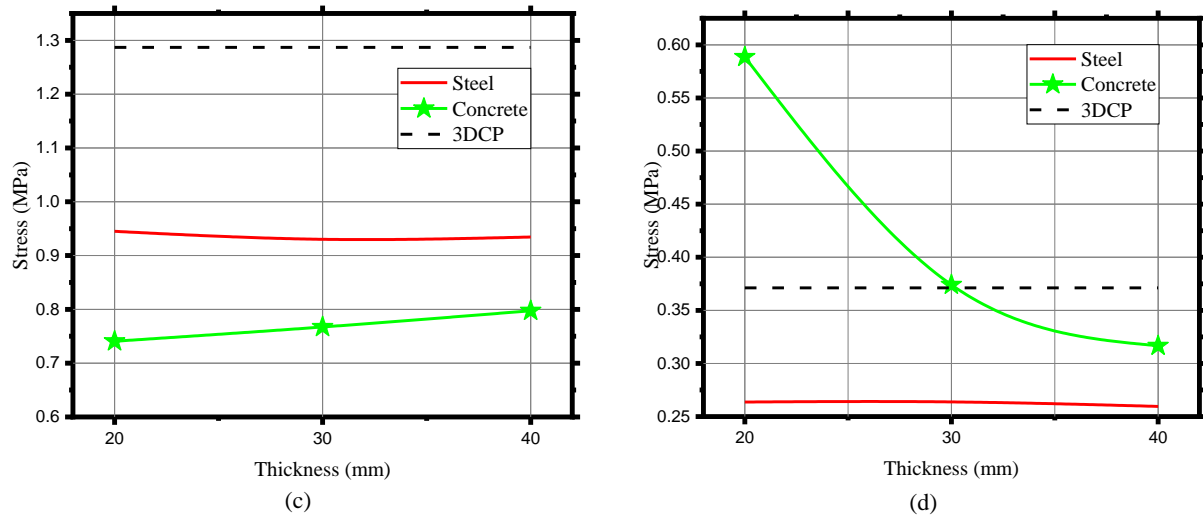 1.3
1.2
1.1
1.0
0.9
0.8
0.7
0.6
Stress (MPa)
Steel
Concrete
3DCP
20 30 40
Thickness (mm)
(c)
0.60
0.55
0.50
0.45
0.40
0.35
0.30
0.25
Stress (MPa)
Steel
Concrete
3DCP
20 30 40
Thickness (mm)
(d)